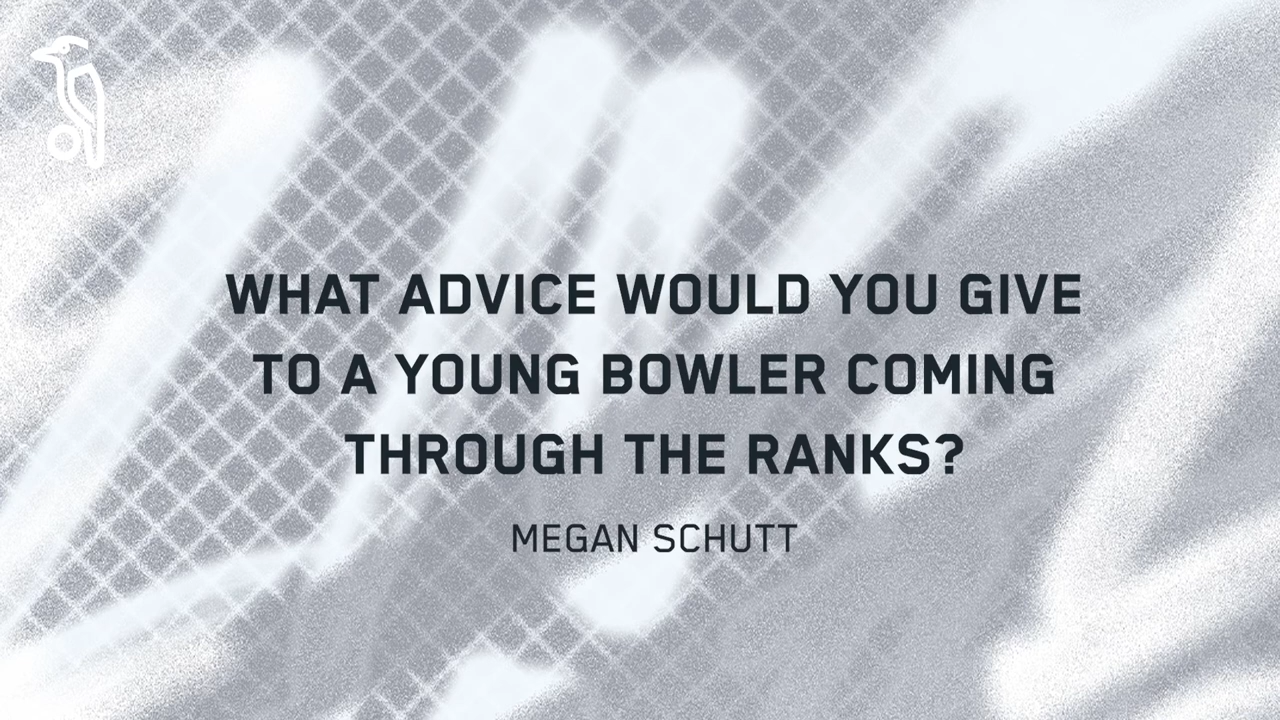 WHAT ADVICE WOULD YOU GIVE
TO A YOUNG BOWLER COMING
THROUGH THE RANKS?
MEGAN SCHUTT